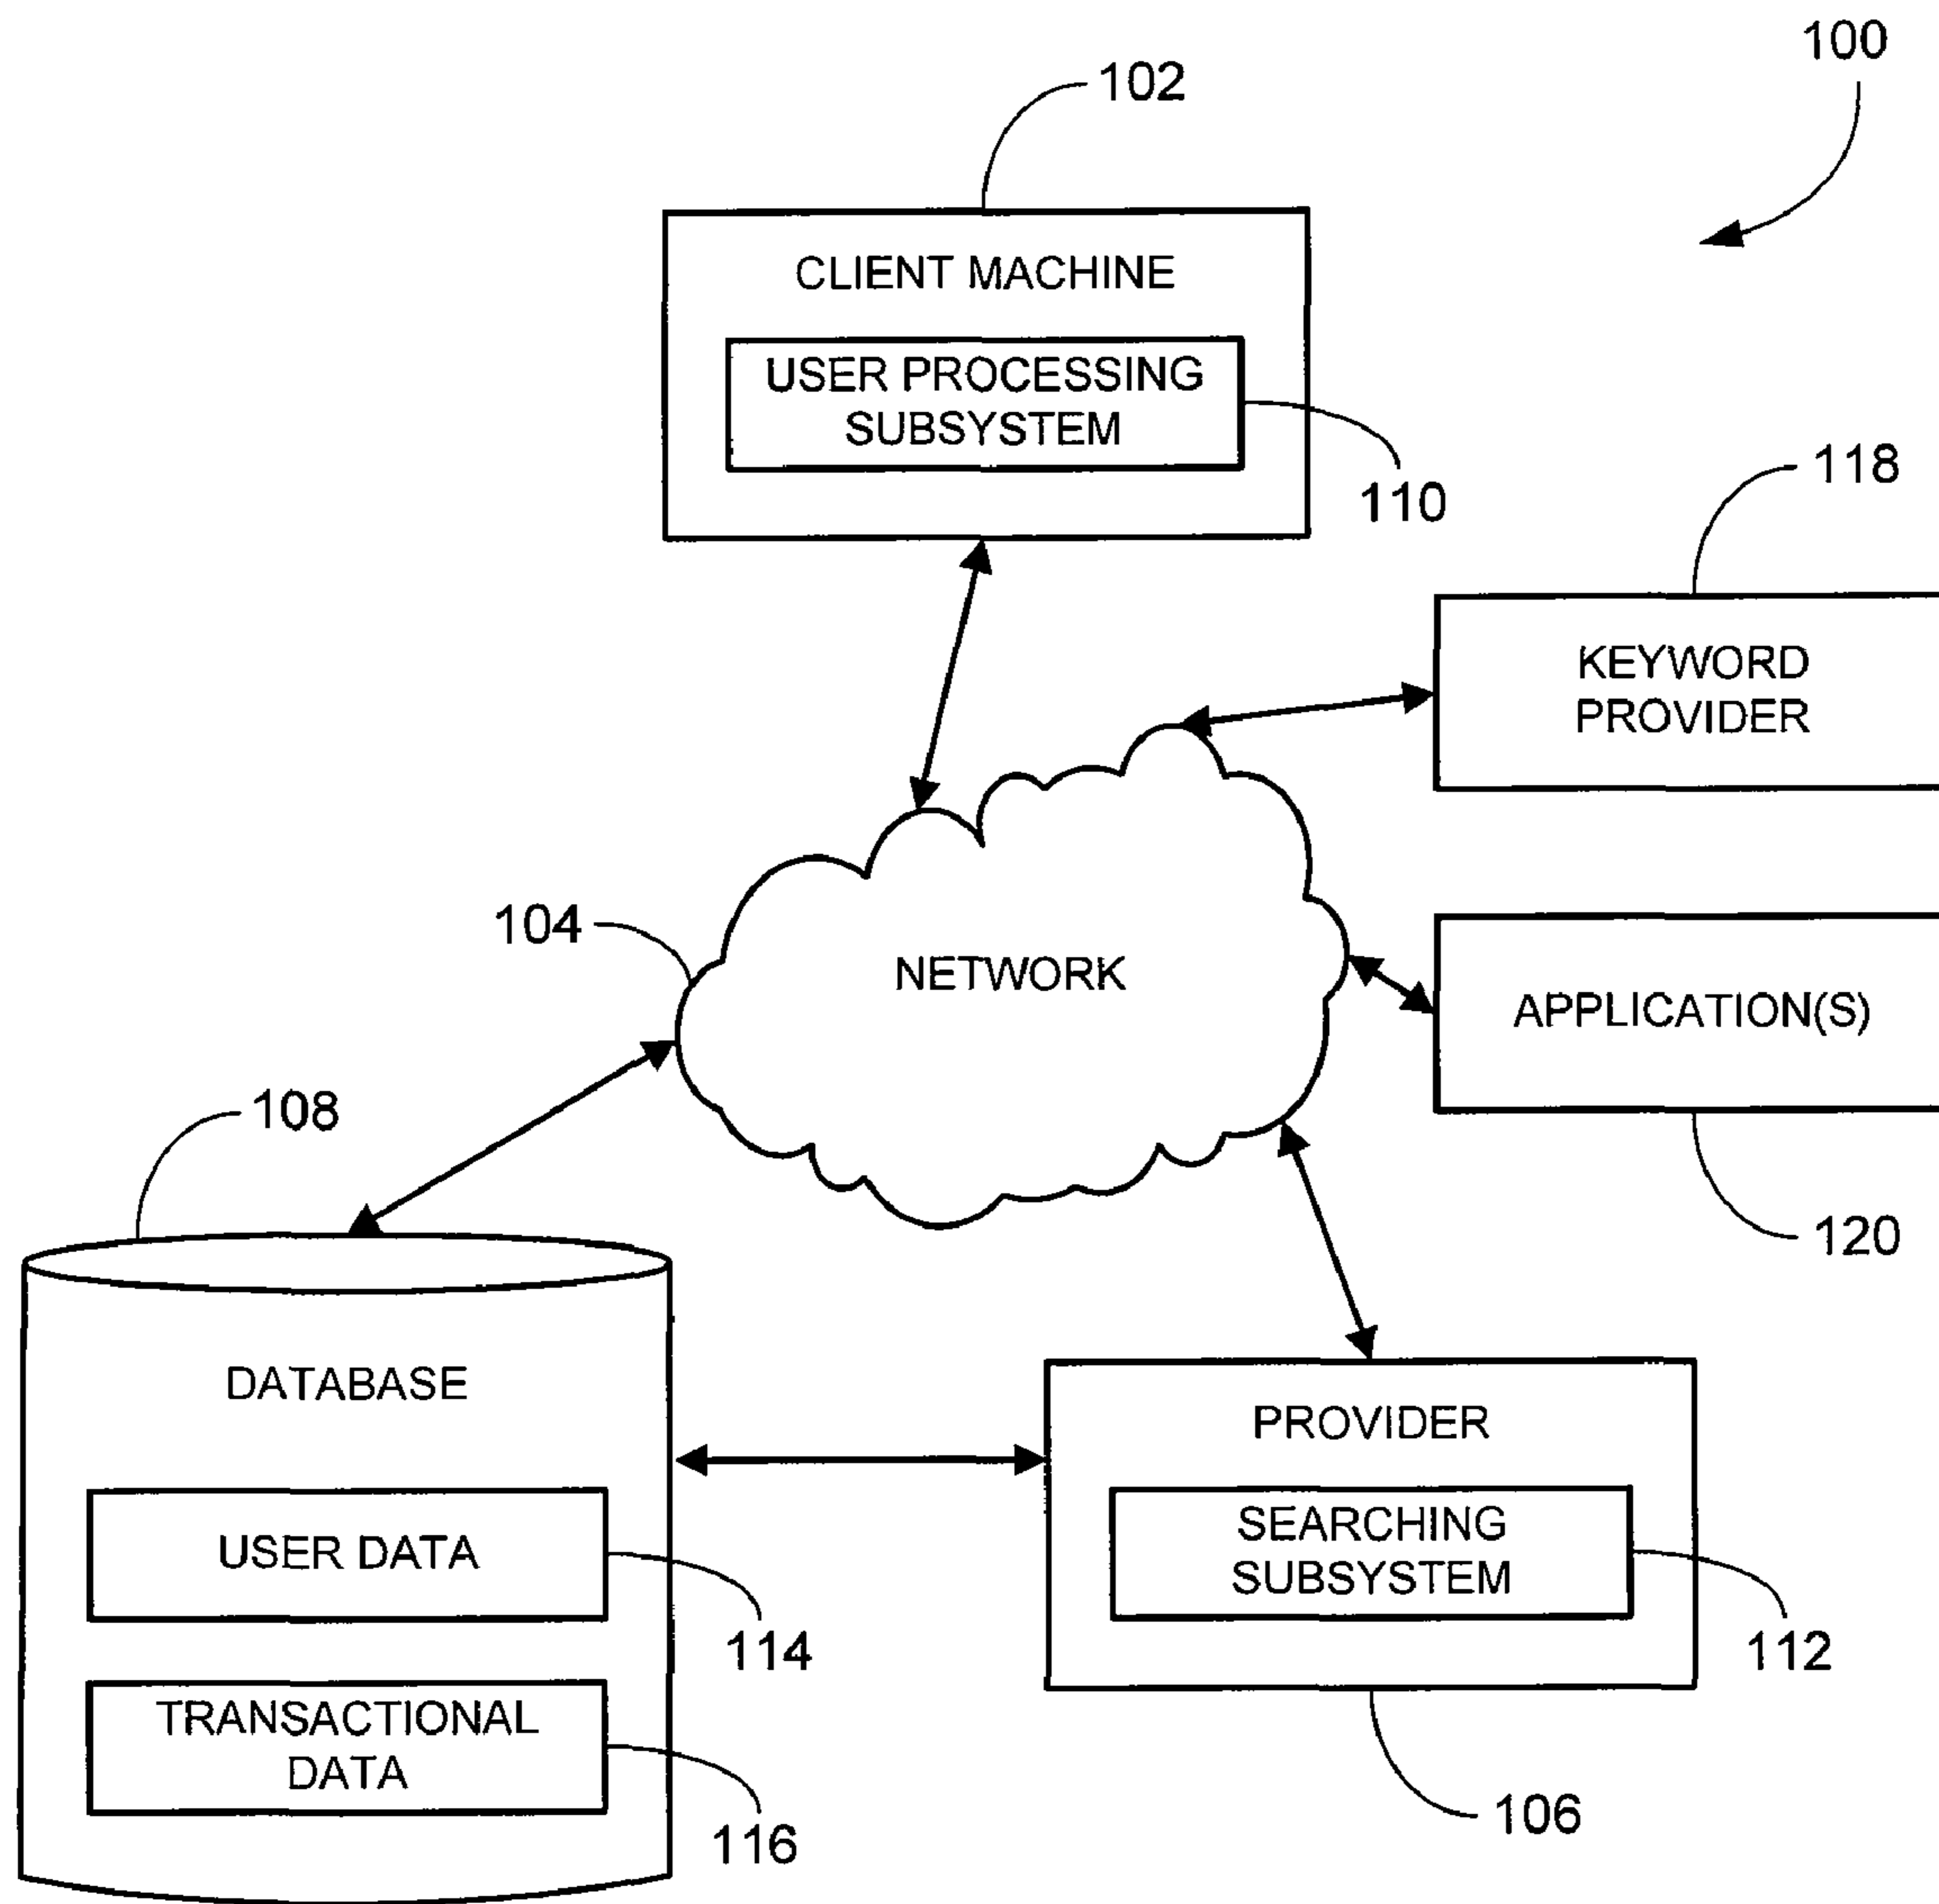 100
102
CLIENT MACHINE
USER PROCESSING
SUBSYSTEM
110
118
KEYWORD
PROVIDER
104
NETWORK
APPLICATION(S)
120
108
DATABASE
USER DATA
114
TRANSACTIONAL
DATA
116
PROVIDER
SEARCHING
SUBSYSTEM
112
106